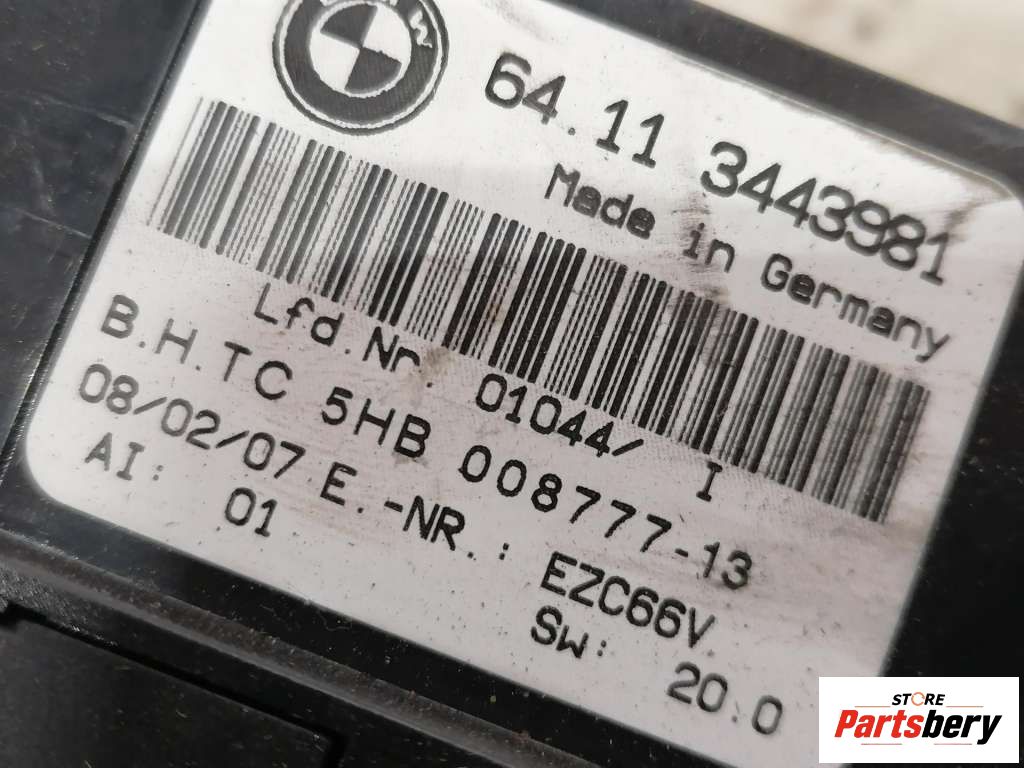 BMW
64.11 3443981
Made in Germany
Lfd.Nr. 01044/ I
B.H.TC 5HB 008777-13
08/02/07 E.-NR.: EZC66V
AI: 01 SW: 20.0
STORE
Partsbery